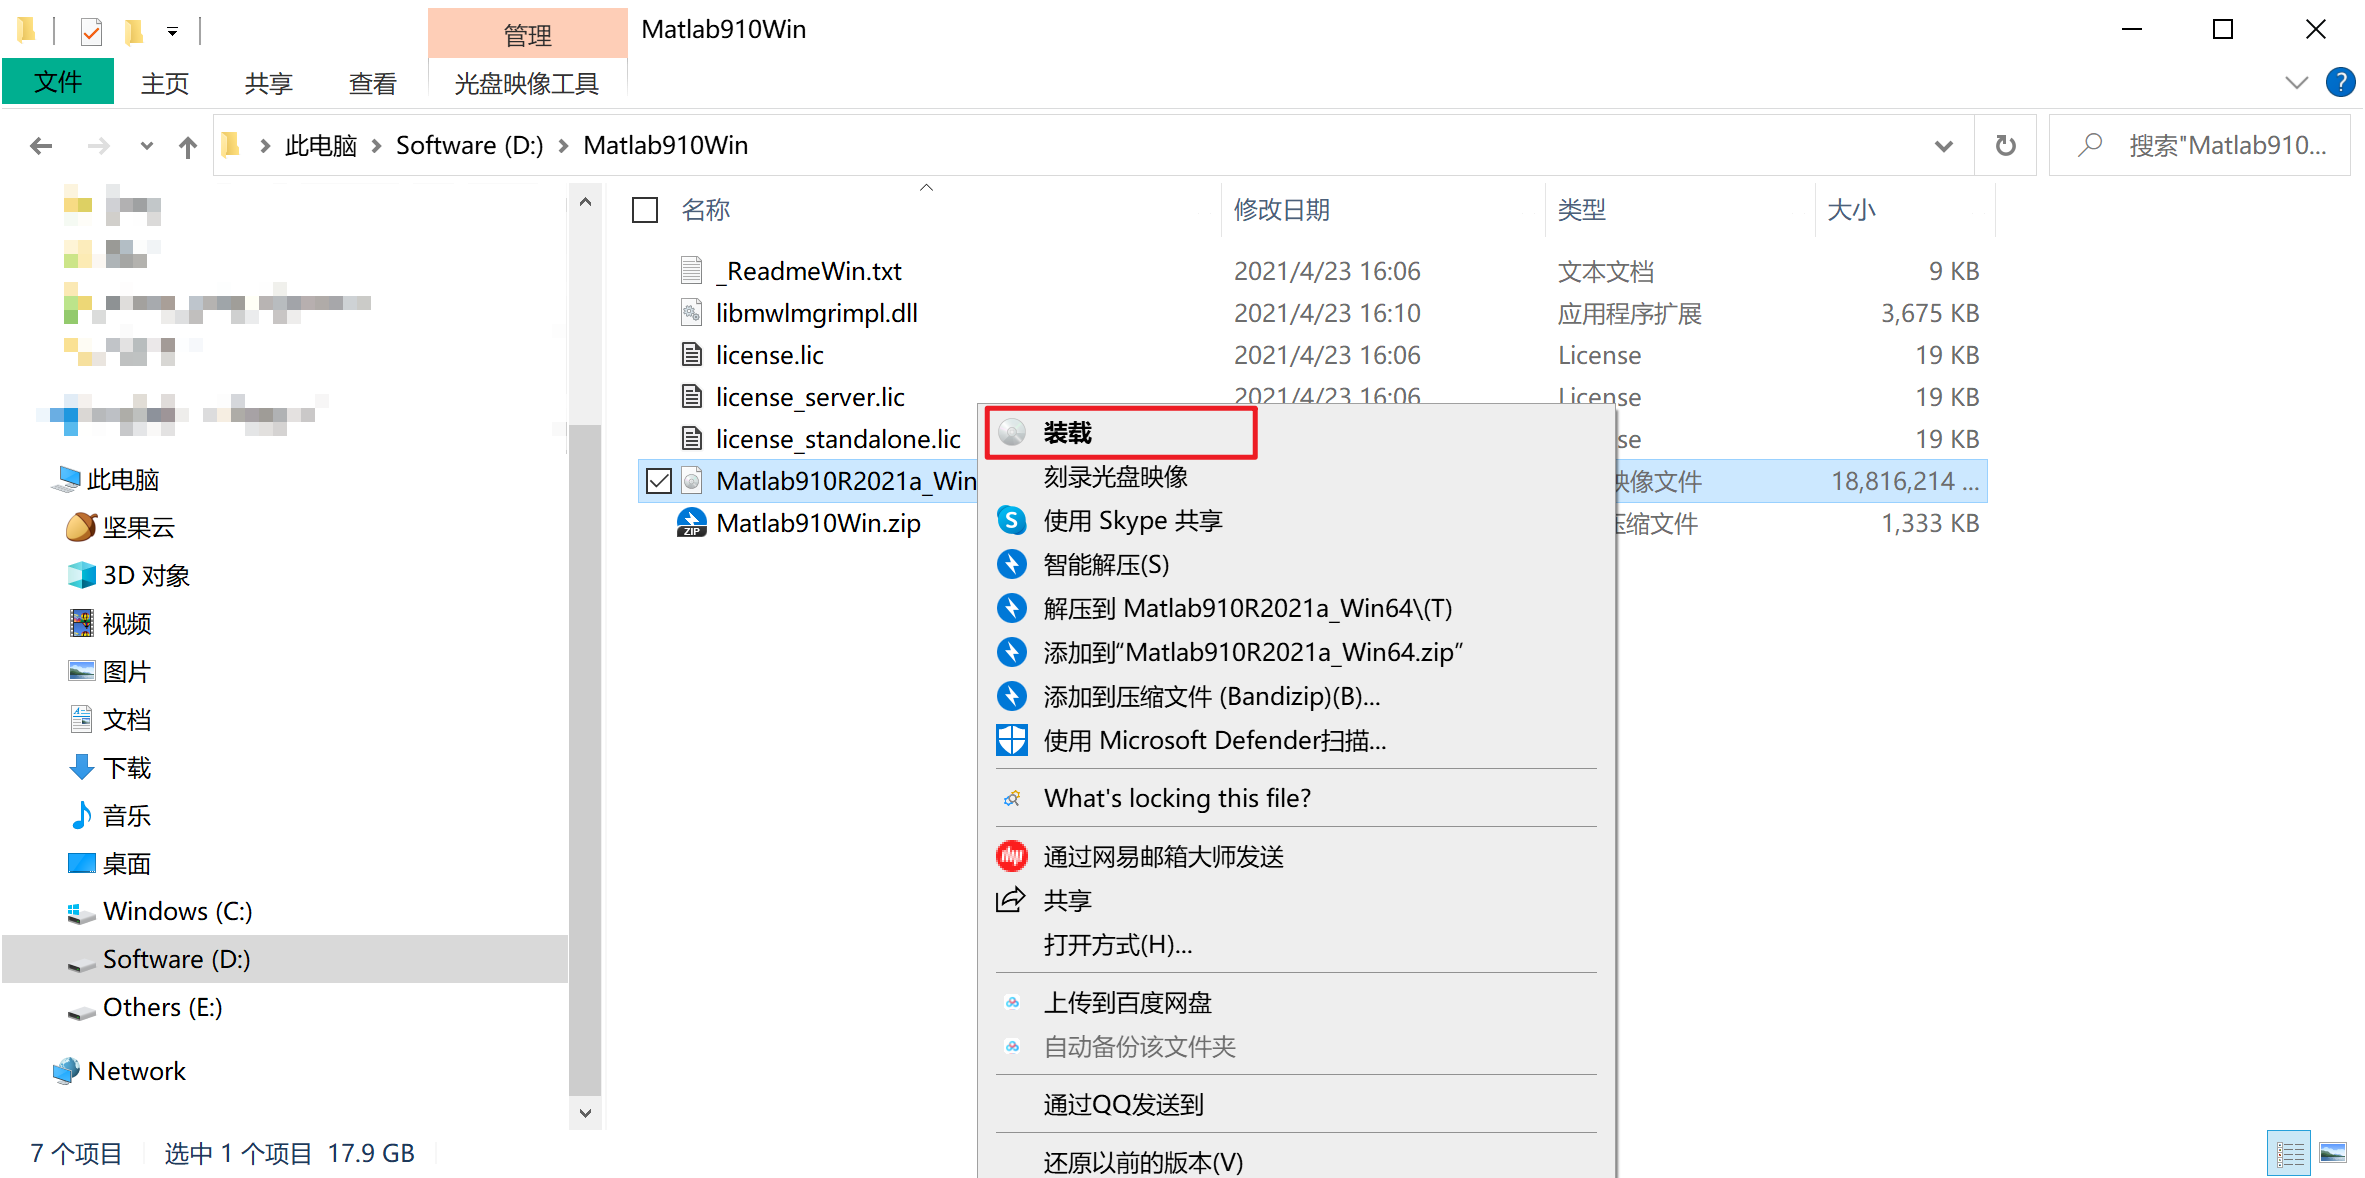 管理
Matlab910Win
文件
主页
共享
查看
光盘映像工具
此电脑
Software (D:)
Matlab910Win
搜索"Matlab910...
名称
修改日期
类型
大小
_ReadmeWin.txt 2021/4/23 16:06 文本文档 9 KB
libmwlmgrimpl.dll 2021/4/23 16:10 应用程序扩展 3,675 KB
license.lic 2021/4/23 16:06 License 19 KB
license_server.lic 2021/4/23 16:06 License 19 KB
license_standalone.lic se 19 KB
Matlab910R2021a_Win 映像文件 18,816,214 ...
Matlab910Win.zip 压缩文件 1,333 KB
装载
刻录光盘映像
使用 Skype 共享
智能解压(S)
解压到 Matlab910R2021a_Win64\(T)
添加到“Matlab910R2021a_Win64.zip”
添加到压缩文件 (Bandizip)(B)...
使用 Microsoft Defender扫描...
What's locking this file?
通过网易邮箱大师发送
共享
打开方式(H)...
上传到百度网盘
自动备份该文件夹
通过QQ发送到
还原以前的版本(V)
此电脑
坚果云
3D 对象
视频
图片
文档
下载
音乐
桌面
Windows (C:)
Software (D:)
Others (E:)
Network
7 个项目
选中 1 个项目 17.9 GB